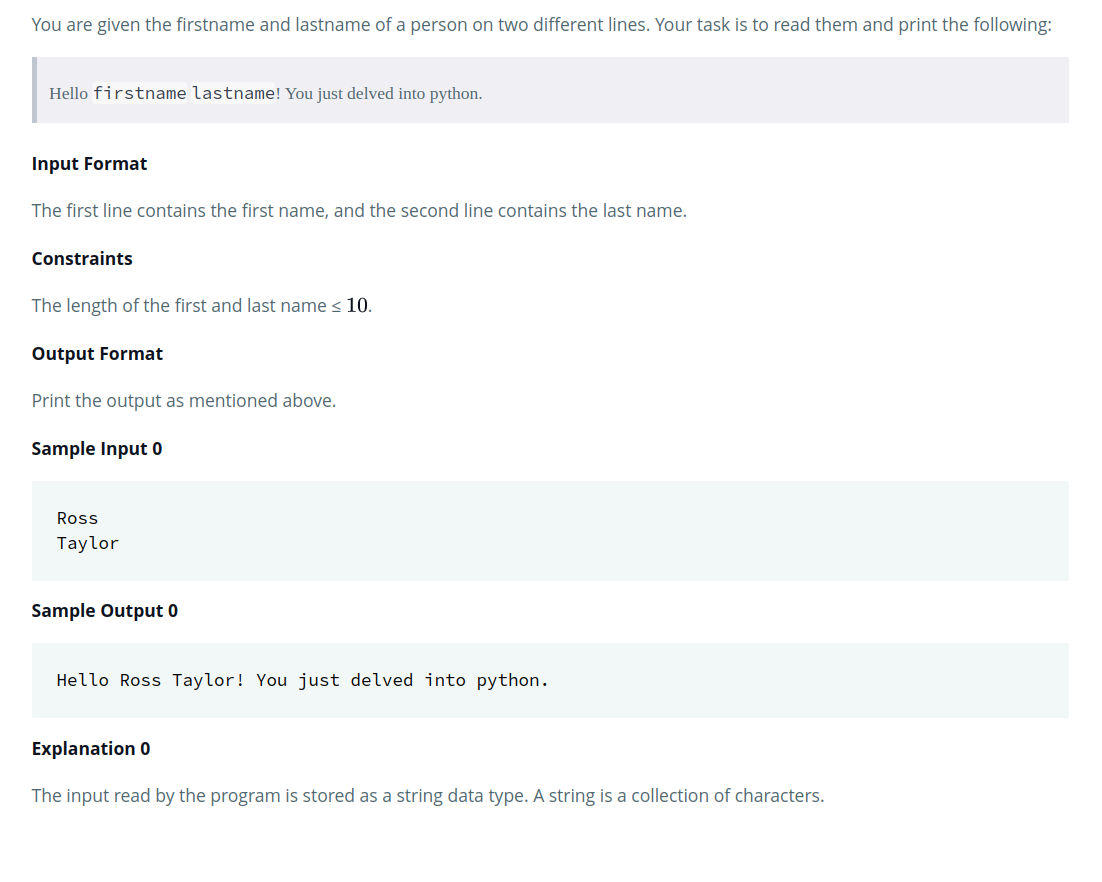 You are given the firstname and lastname of a person on two different lines. Your task is to read them and print the following:
Hello firstname lastname! You just delved into python.
Input Format
The first line contains the first name, and the second line contains the last name.
Constraints
The length of the first and last name ≤ 10.
Output Format
Print the output as mentioned above.
Sample Input 0
Ross
Taylor
Sample Output 0
Hello Ross Taylor! You just delved into python.
Explanation 0
The input read by the program is stored as a string data type. A string is a collection of characters.